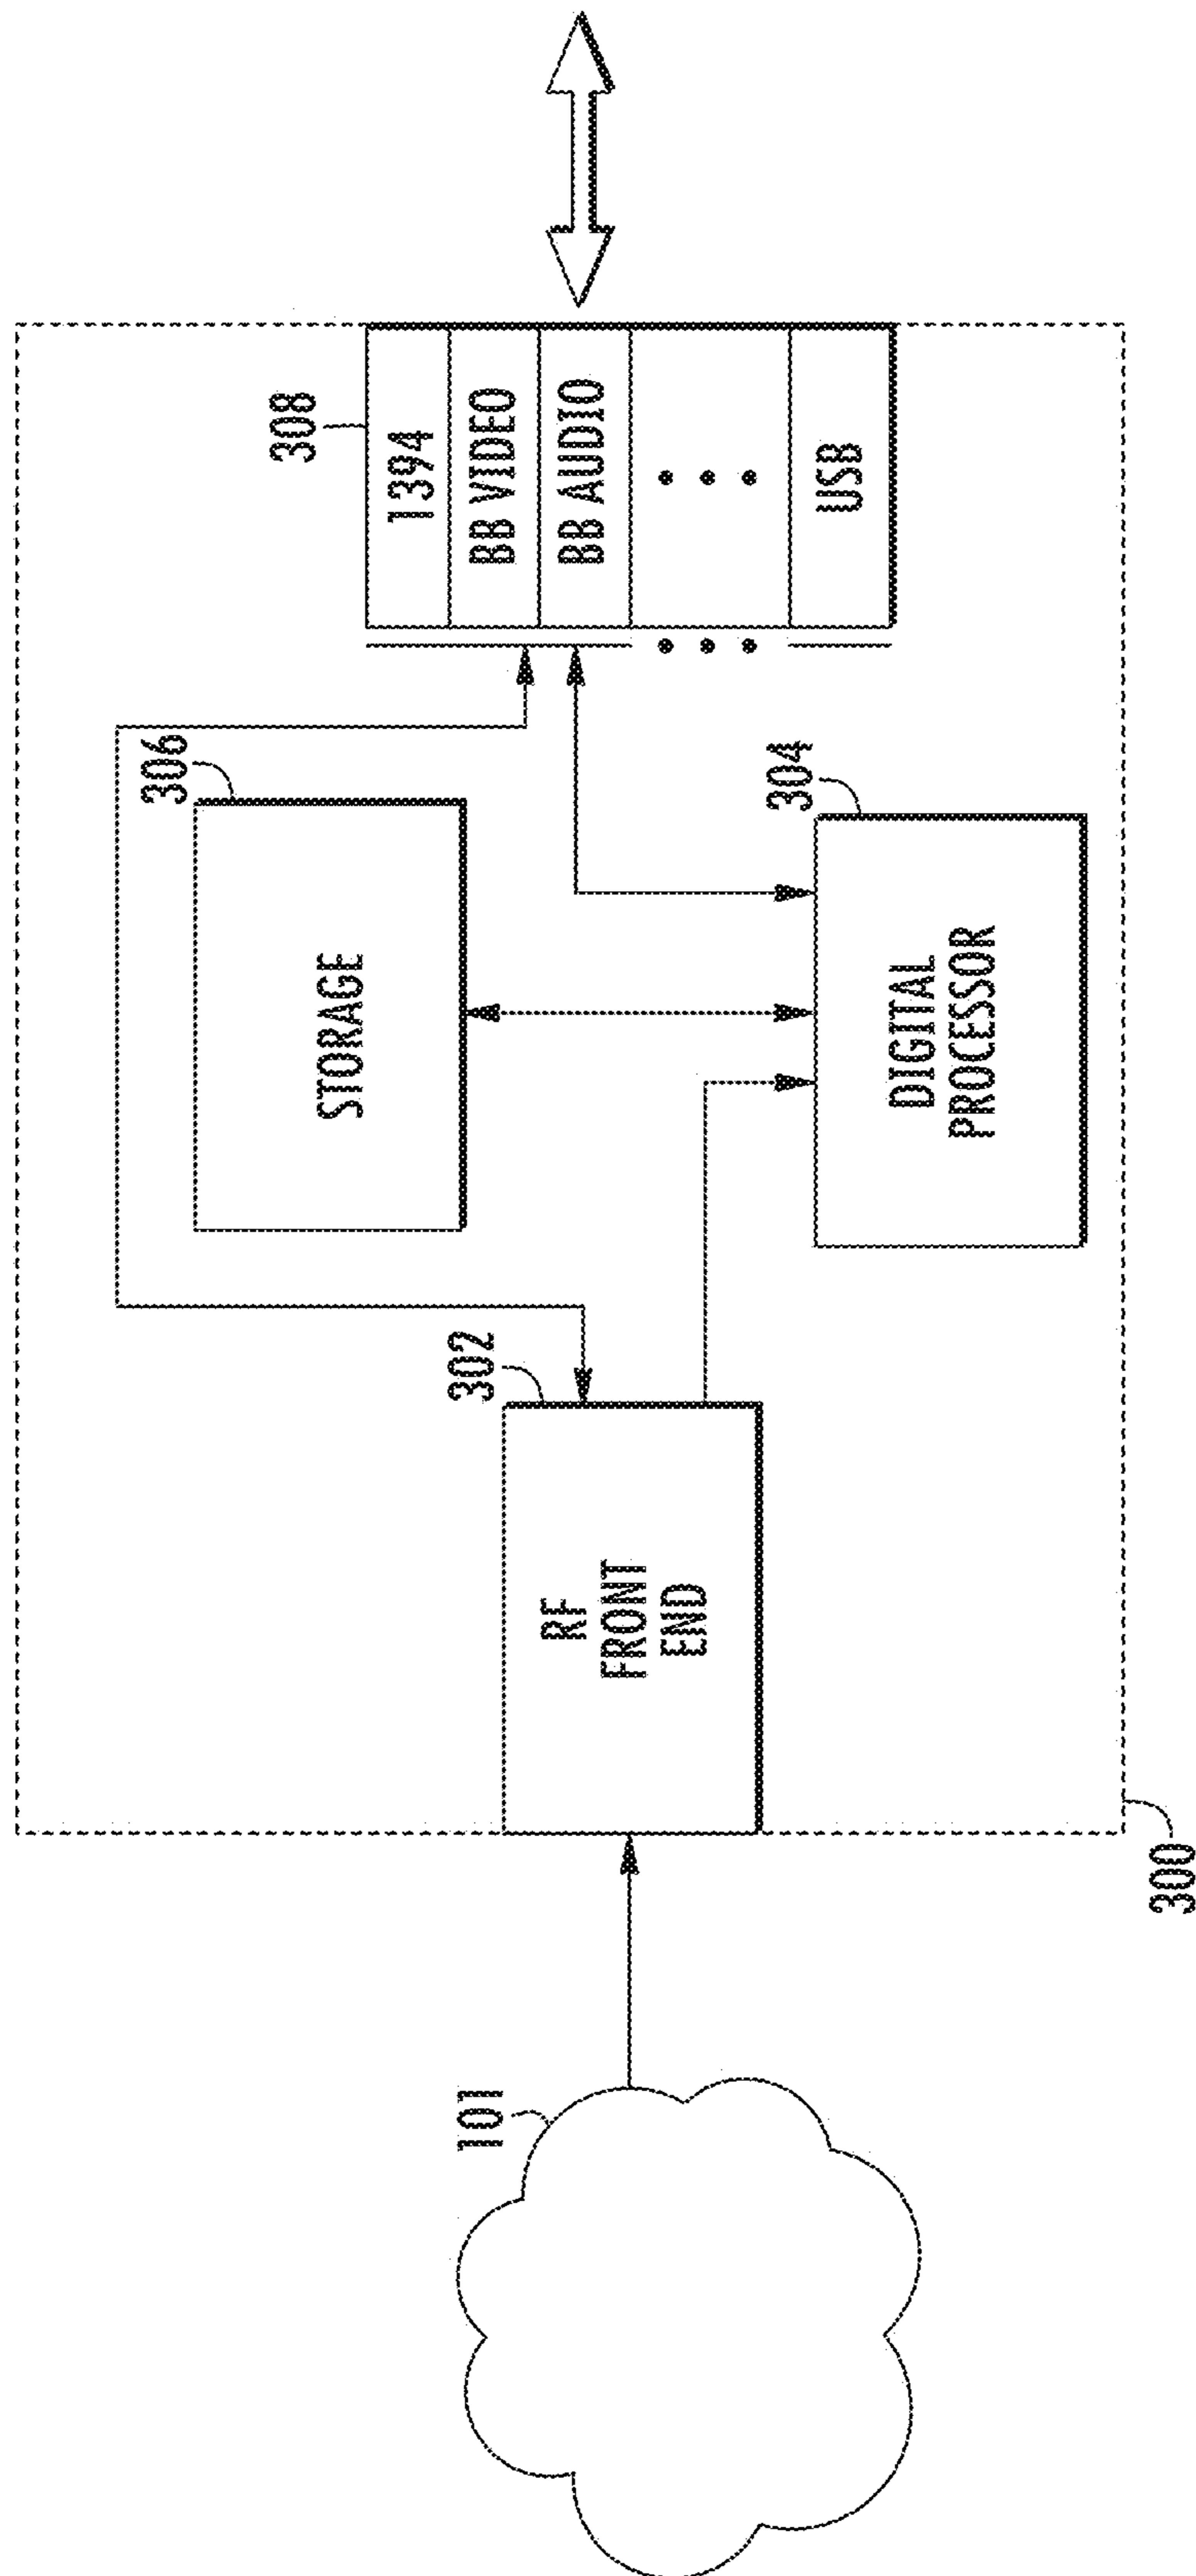 101
300
302
RF
FRONT
END
306
STORAGE
304
DIGITAL
PROCESSOR
308
1394
BB VIDEO
BB AUDIO
USB